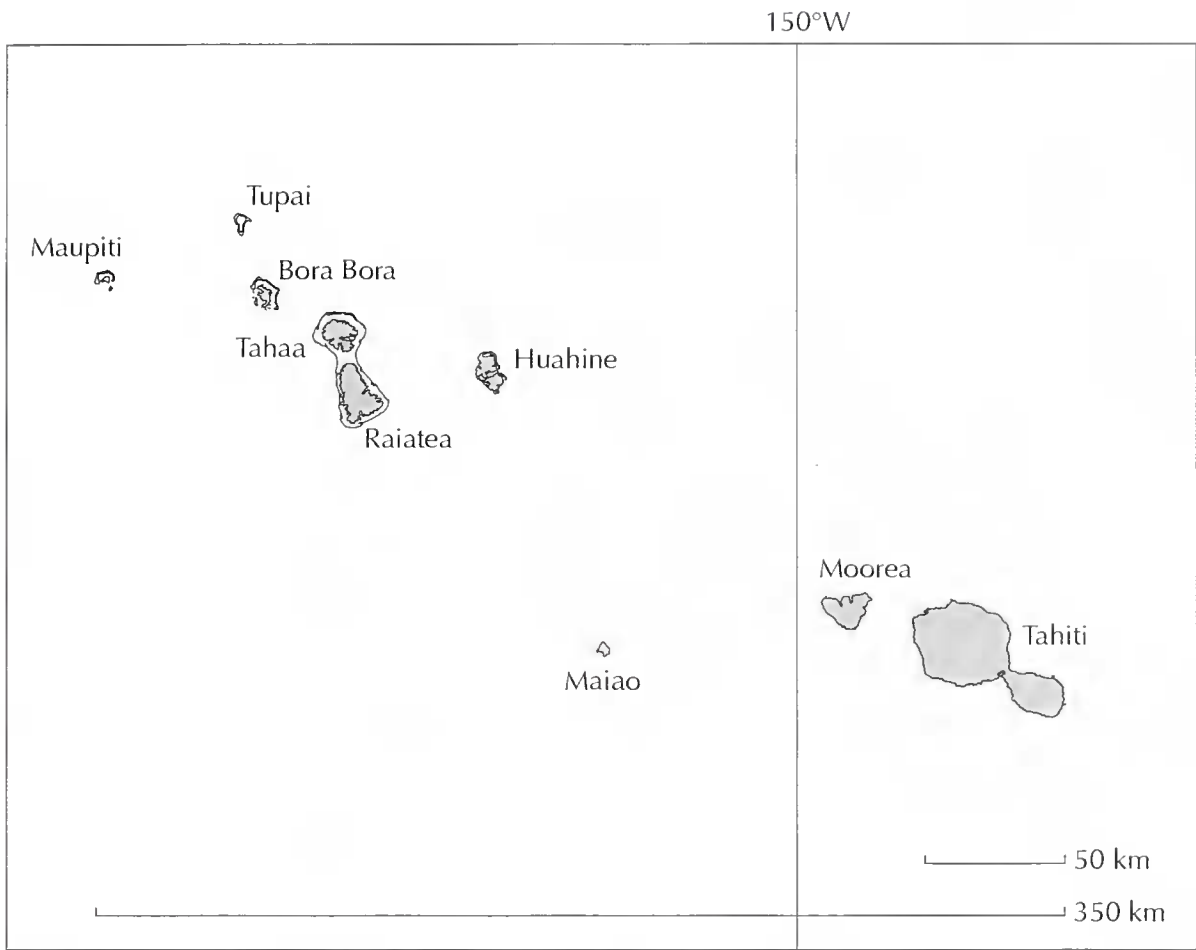 150°W
Tupai
Maupiti
Bora Bora
Tahaa
Huahine
Raiatea
Moorea
Tahiti
Maiao
50 km
350 km